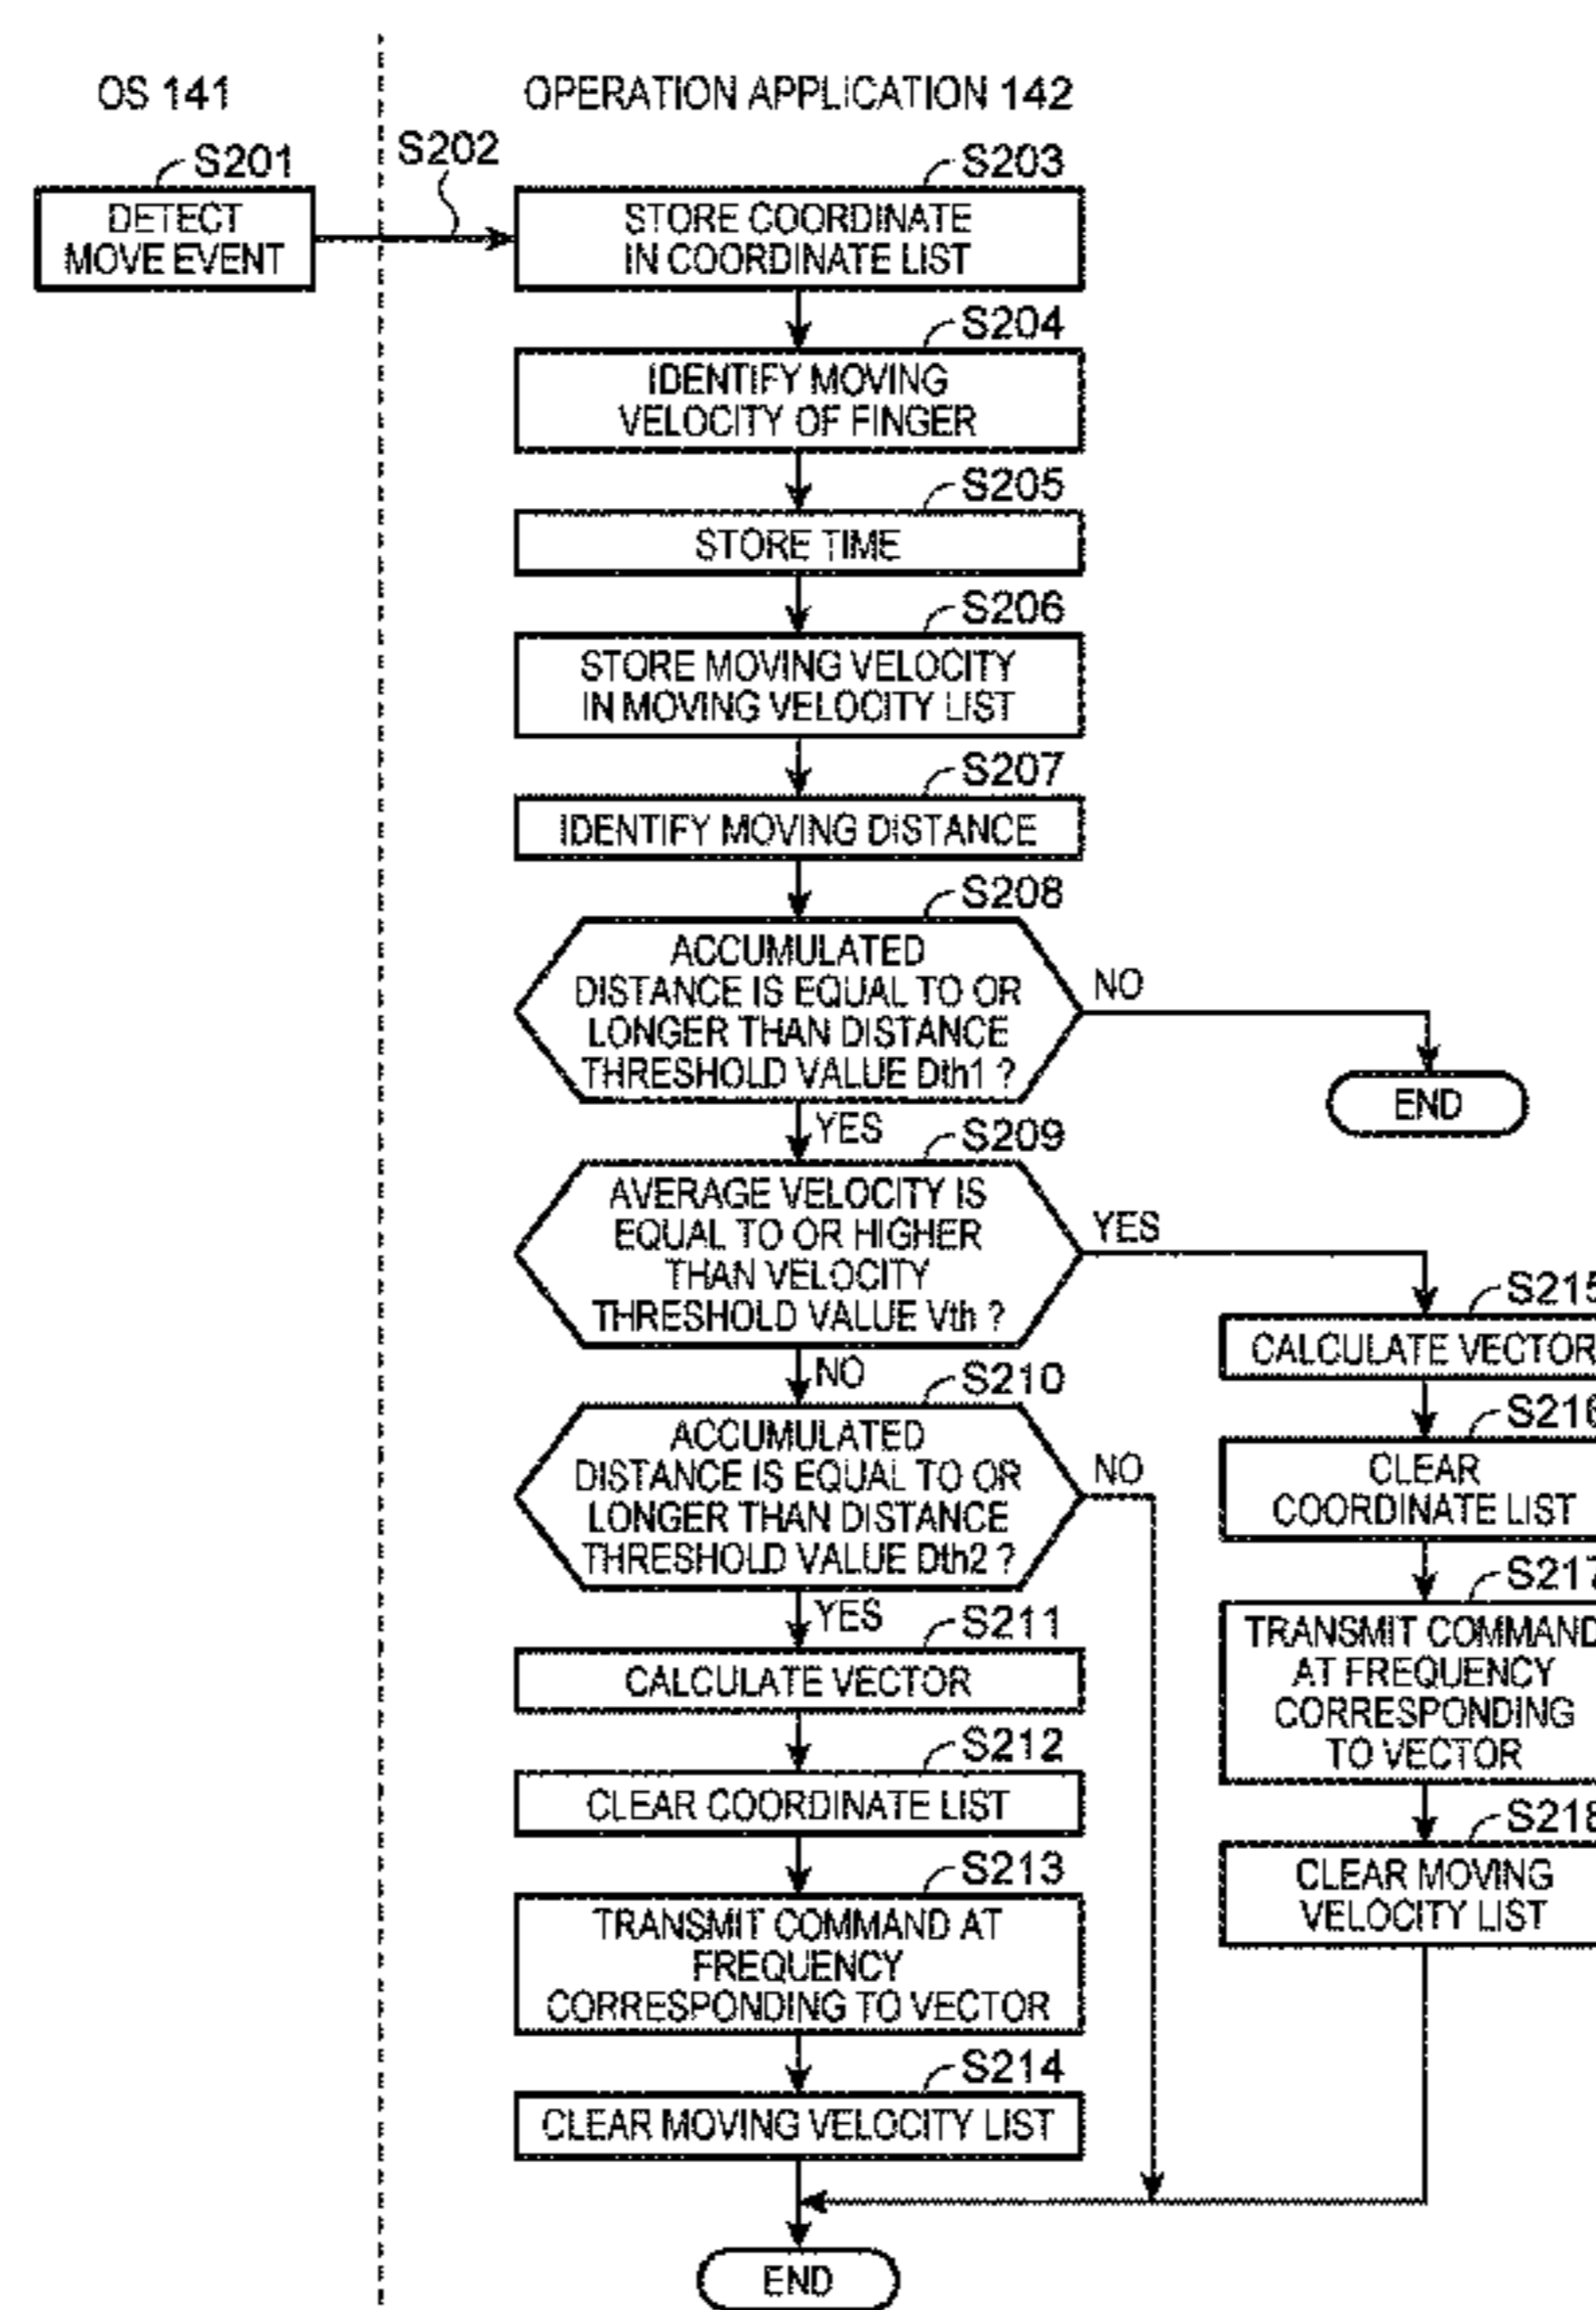 OS 141
OPERATION APPLICATION 142
S201
DETECT
MOVE EVENT
S202
S203
STORE COORDINATE
IN COORDINATE LIST
S204
IDENTIFY MOVING
VELOCITY OF FINGER
S205
STORE TIME
S206
STORE MOVING VELOCITY
IN MOVING VELOCITY LIST
S207
IDENTIFY MOVING DISTANCE
S208
ACCUMULATED
DISTANCE IS EQUAL TO OR
LONGER THAN DISTANCE
THRESHOLD VALUE Dth1 ?
NO
END
YES
S209
AVERAGE VELOCITY IS
EQUAL TO OR HIGHER
THAN VELOCITY
THRESHOLD VALUE Vth ?
YES
NO
S210
ACCUMULATED
DISTANCE IS EQUAL TO OR
LONGER THAN DISTANCE
THRESHOLD VALUE Dth2 ?
NO
YES
S211
CALCULATE VECTOR
S212
CLEAR COORDINATE LIST
S213
TRANSMIT COMMAND AT
FREQUENCY
CORRESPONDING TO VECTOR
S214
CLEAR MOVING VELOCITY LIST
S215
CALCULATE VECTOR
S216
CLEAR
COORDINATE LIST
S217
TRANSMIT COMMAND
AT FREQUENCY
CORRESPONDING
TO VECTOR
S218
CLEAR MOVING
VELOCITY LIST
END